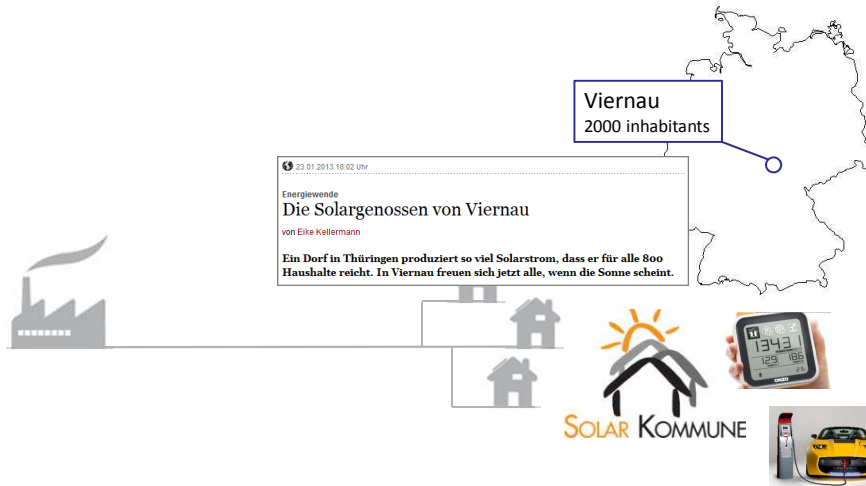 Viernau
2000 inhabitants
23.01.2013 18:02 Uhr
Energiewende
Die Solargenossen von Viernau
von Eike Kellermann
Ein Dorf in Thüringen produziert so viel Solarstrom, dass er für alle 800
Haushalte reicht. In Viernau freuen sich jetzt alle, wenn die Sonne scheint.
1343
129 186
ONZO
SOLAR KOMMUNE